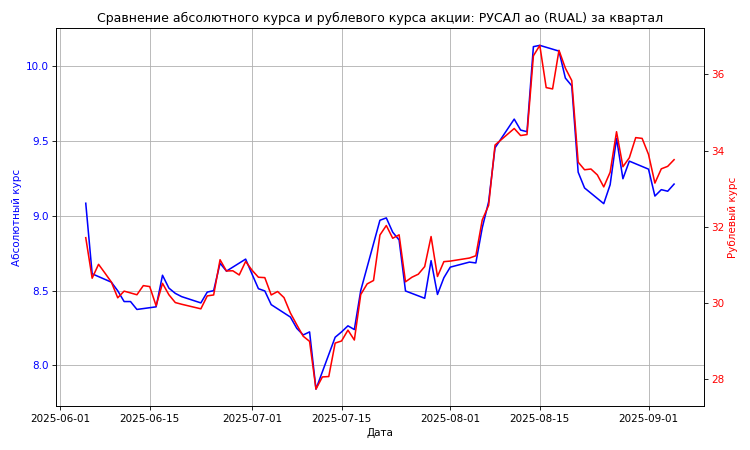 Сравнение абсолютного курса и рублевого курса акции: РУСАЛ ао (RUAL) за квартал
10.0
9.5
9.0
8.5
8.0
Абсолютный курс
36
34
32
30
28
Рублевый курс
2025-06-01 2025-06-15 2025-07-01 2025-07-15 2025-08-01 2025-08-15 2025-09-01
Дата